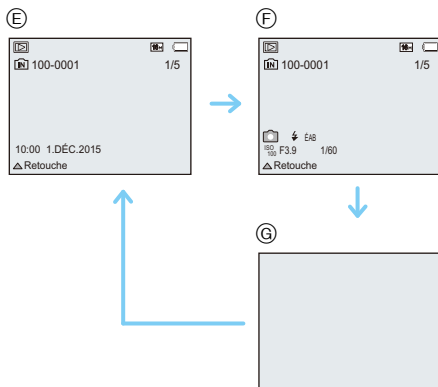 E F
100-0001 1/5
10:00 1.DÉC.2015
Retouche
100-0001 1/5
ÉAB
ISO 100 F3.9 1/60
Retouche
G